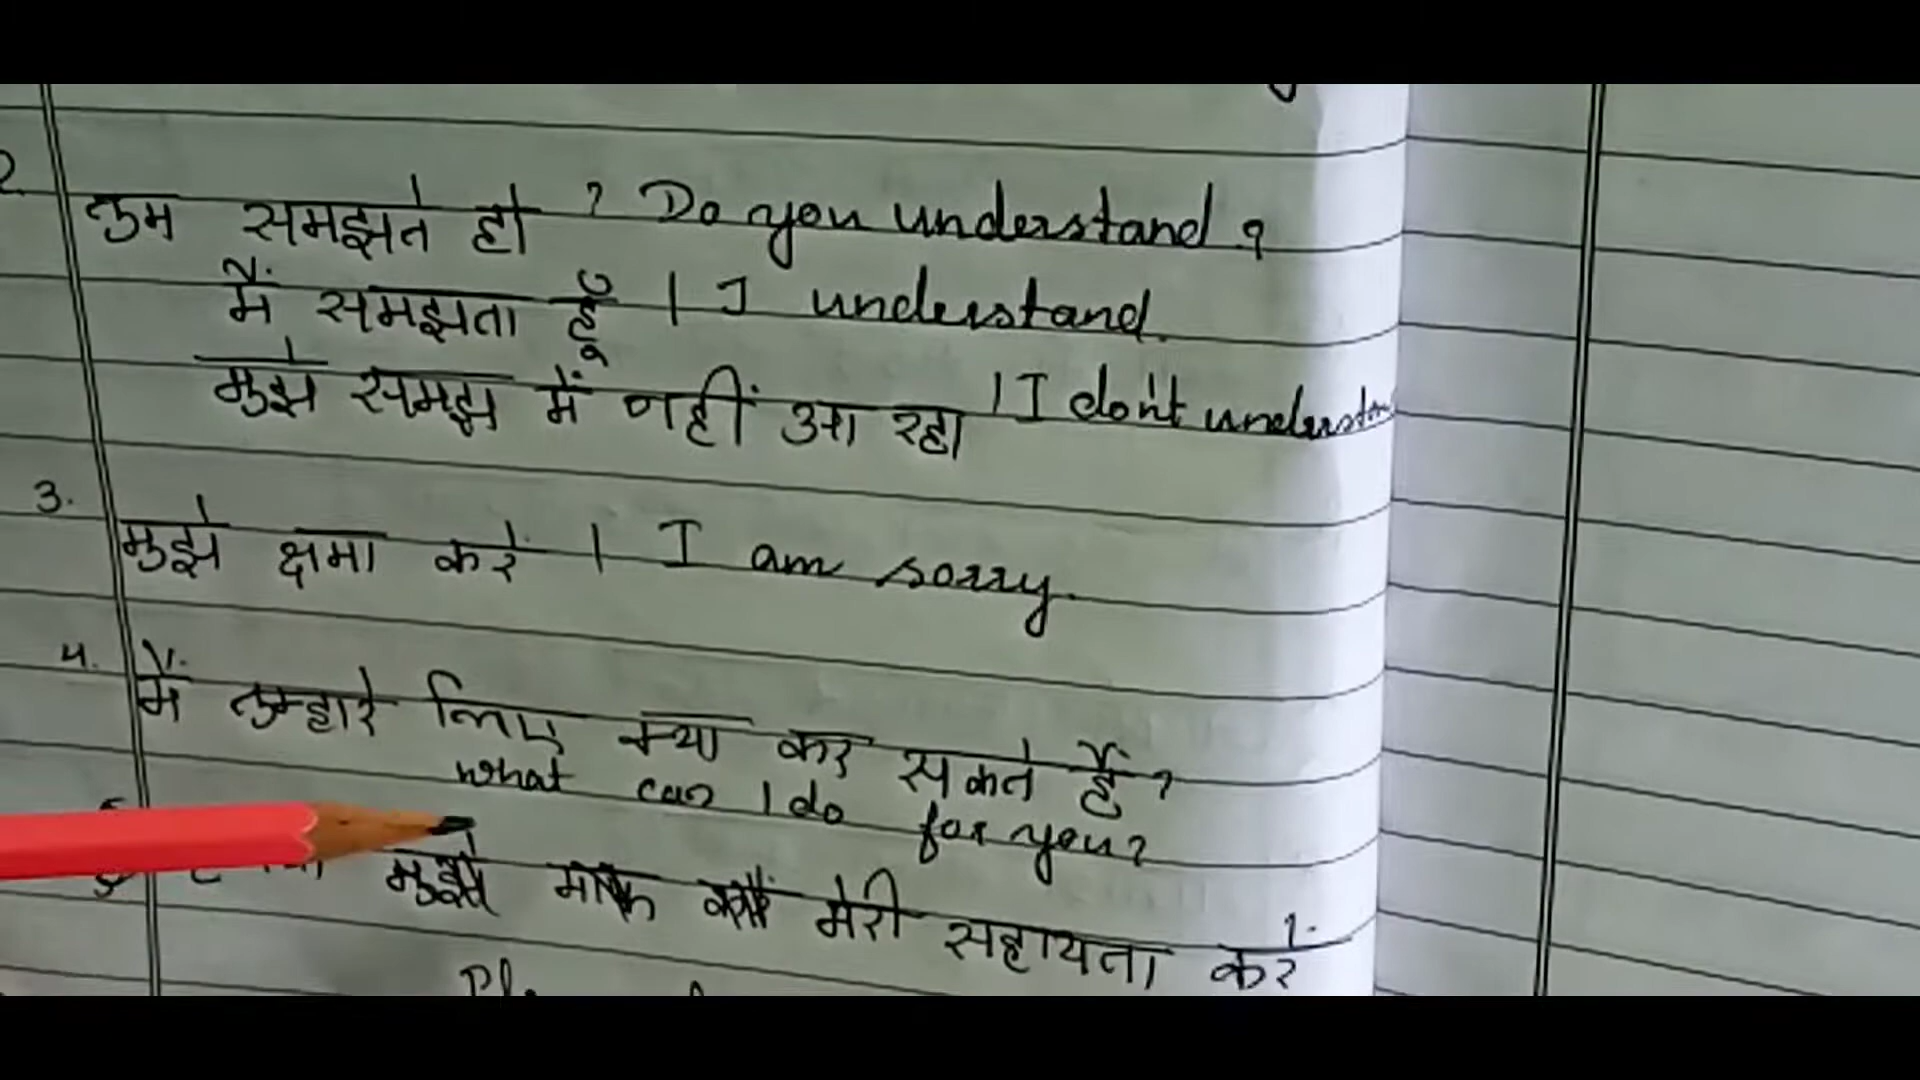 2.
तुम समझते हो ? Do you understand ?
मैं समझता हूँ । I understand.
मुझे समझ में नहीं आ रहा । I don't understan
3.
मुझे क्षमा करें । I am sorry.
4.
मैं तुम्हारे लिए क्या कर सकते हैं ?
what can I do for you?
मेरी सहायता करें